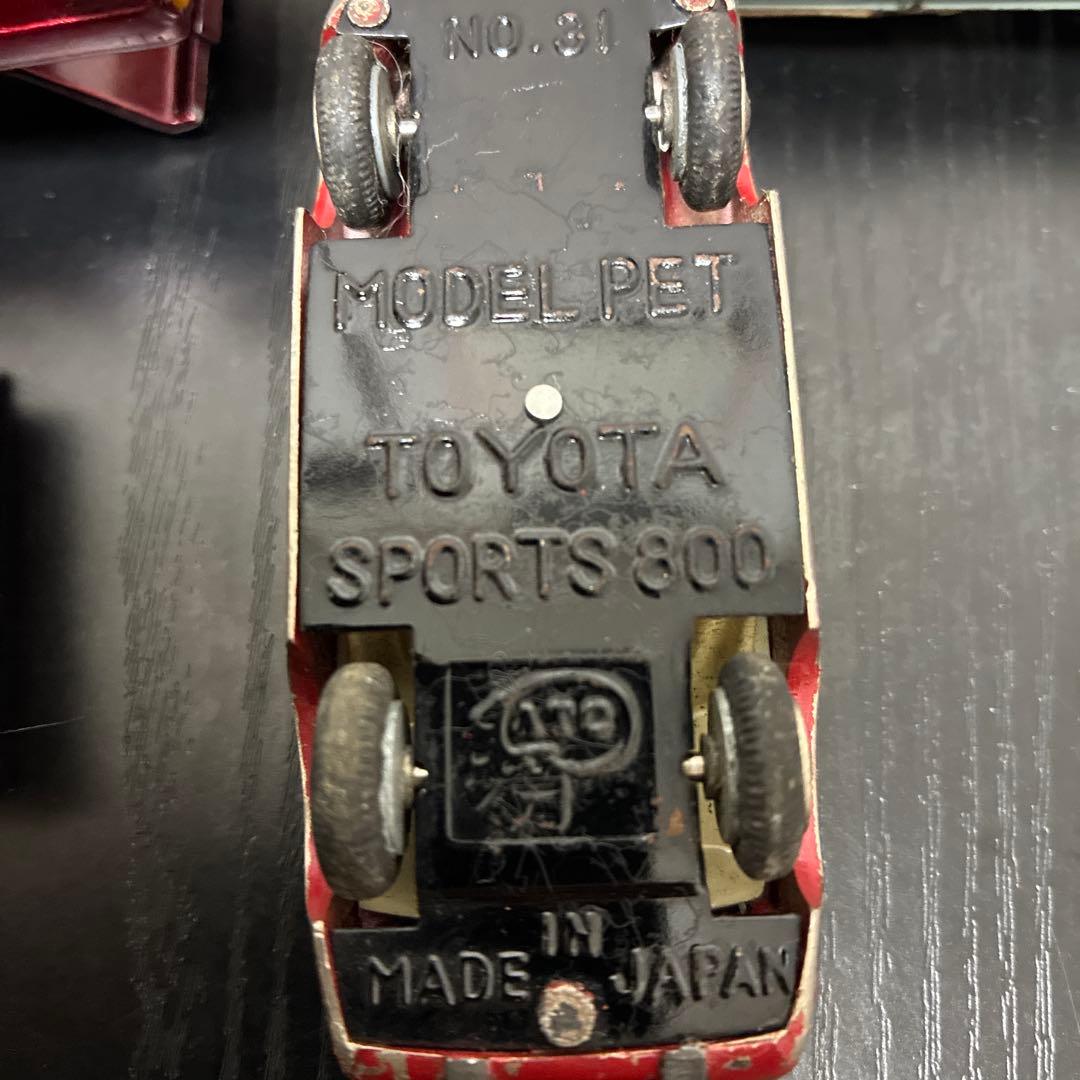 NO. 31
MODEL PET
TOYOTA
SPORTS 800
MADE IN JAPAN